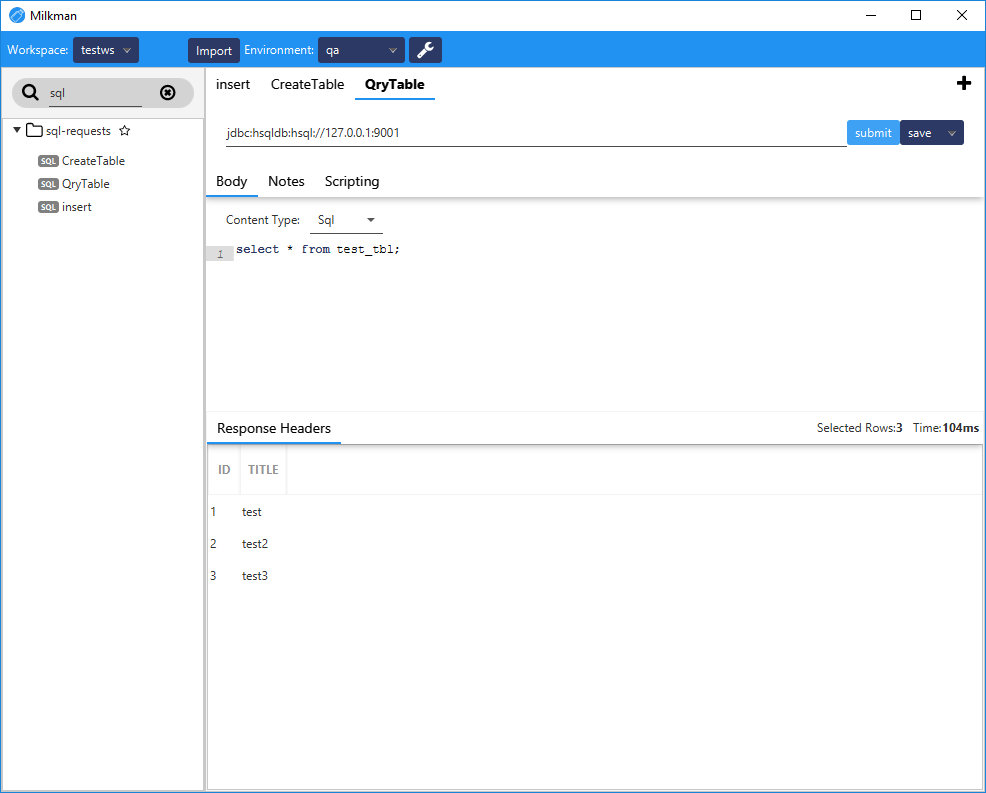 Milkman
Workspace: testws Import Environment: qa
sql
sql-requests
SQL CreateTable
SQL QryTable
SQL insert
insert CreateTable QryTable
jdbc:hsqldb:hsql://127.0.0.1:9001 submit save
Body Notes Scripting
Content Type: Sql
1 select * from test_tbl;
Response Headers Selected Rows:3 Time:104ms
ID TITLE
1 test
2 test2
3 test3